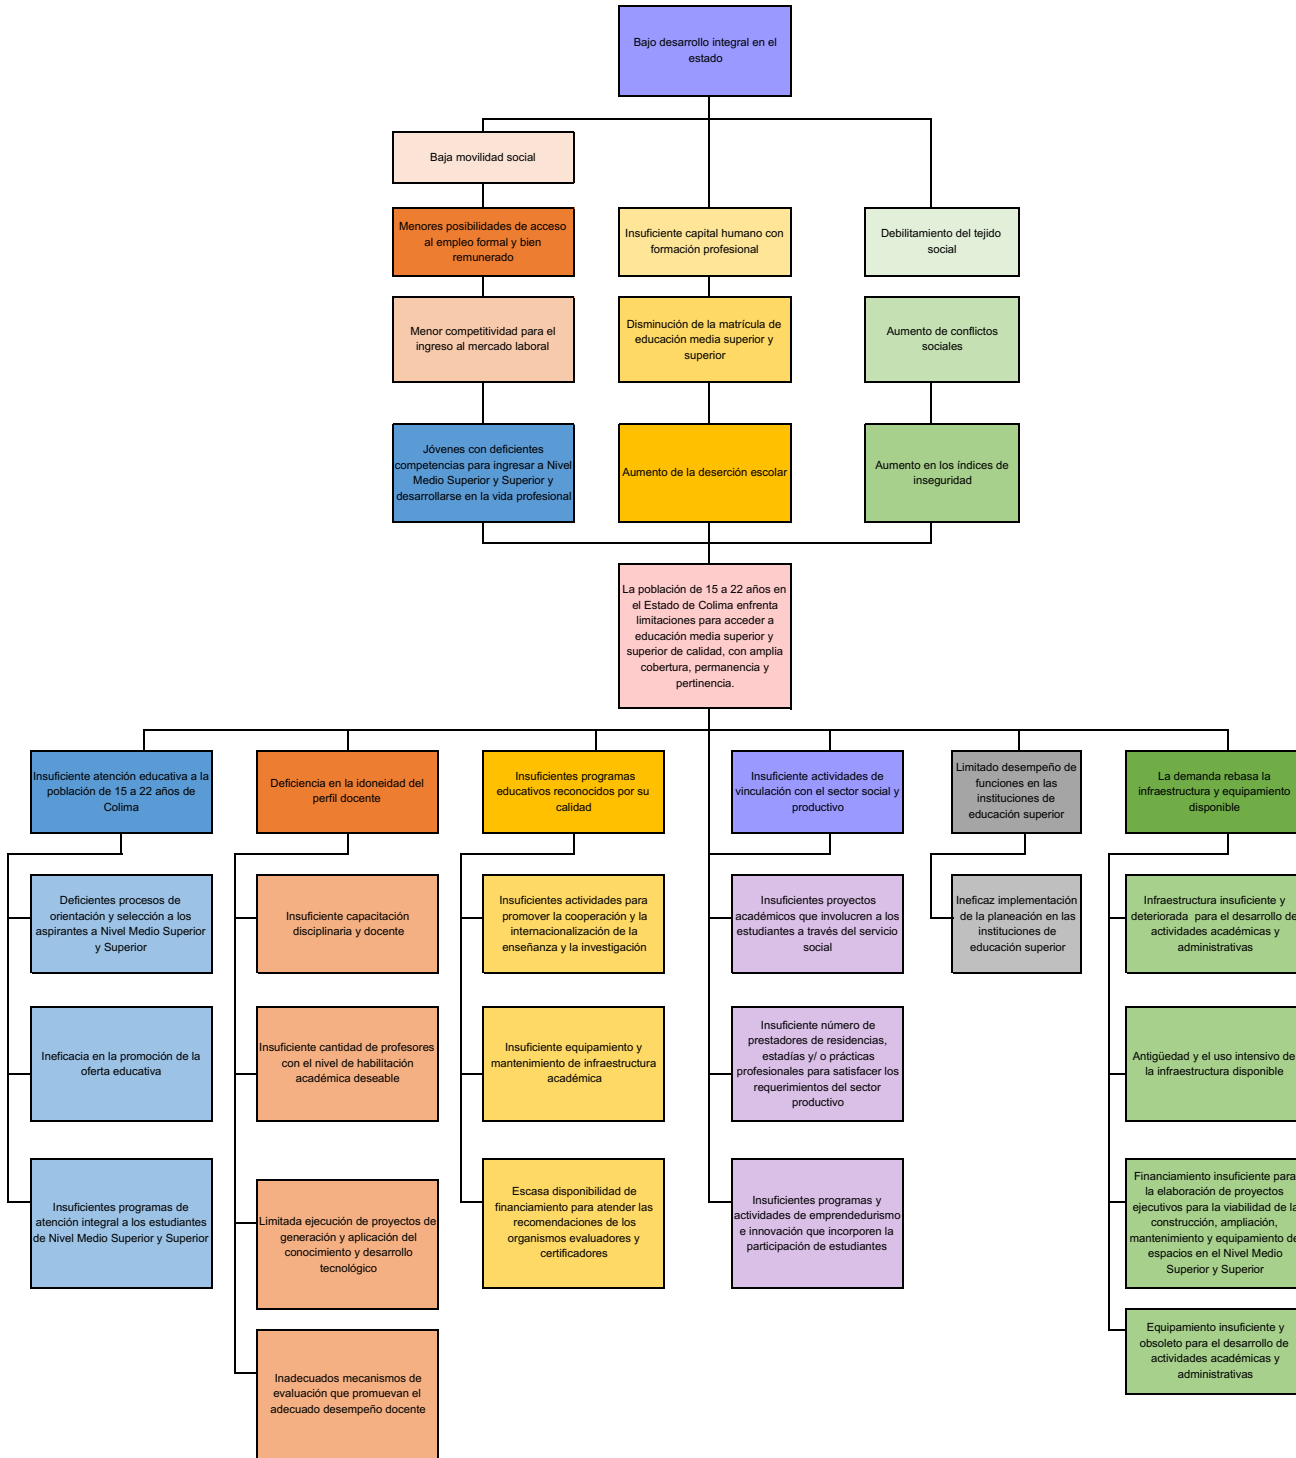 Bajo desarrollo integral en el
estado
Baja movilidad social
Menores posibilidades de acceso
al empleo formal y bien
remunerado
Insuficiente capital humano con
formación profesional
Debilitamiento del tejido
social
Menor competitividad para el
ingreso al mercado laboral
Disminución de la matrícula de
educación media superior y
superior
Aumento de conflictos
sociales
Jóvenes con deficientes
competencias para ingresar a Nivel
Medio Superior y Superior y
desarrollarse en la vida profesional
Aumento de la deserción escolar
Aumento en los índices de
inseguridad
La población de 15 a 22 años en
el Estado de Colima enfrenta
limitaciones para acceder a
educación media superior y
superior de calidad, con amplia
cobertura, permanencia y
pertinencia.
Insuficiente atención educativa a la
población de 15 a 22 años de
Colima
Deficiencia en la idoneidad del
perfil docente
Insuficientes programas
educativos reconocidos por su
calidad
Insuficiente actividades de
vinculación con el sector social y
productivo
Limitado desempeño de
funciones en las
instituciones de
educación superior
La demanda rebasa la
infraestructura y equipamiento
disponible
Deficientes procesos de
orientación y selección a los
aspirantes a Nivel Medio Superior
y Superior
Insuficiente capacitación
disciplinaria y docente
Insuficientes actividades para
promover la cooperación y la
internacionalización de la
enseñanza y la investigación
Insuficientes proyectos
académicos que involucren a los
estudiantes a través del servicio
social
Ineficaz implementación
de la planeación en las
instituciones de
educación superior
Infraestructura insuficiente y
deteriorada para el desarrollo de
actividades académicas y
administrativas
Ineficacia en la promoción de la
oferta educativa
Insuficiente cantidad de profesores
con el nivel de habilitación
académica deseable
Insuficiente equipamiento y
mantenimiento de infraestructura
académica
Insuficiente número de
prestadores de residencias,
estadías y/ o prácticas
profesionales para satisfacer los
requerimientos del sector
productivo
Antigüedad y el uso intensivo de
la infraestructura disponible
Insuficientes programas de
atención integral a los estudiantes
de Nivel Medio Superior y Superior
Limitada ejecución de proyectos de
generación y aplicación del
conocimiento y desarrollo
tecnológico
Escasa disponibilidad de
financiamiento para atender las
recomendaciones de los
organismos evaluadores y
certificadores
Insuficientes programas y
actividades de emprendedurismo
e innovación que incorporen la
participación de estudiantes
Financiamiento insuficiente para
la elaboración de proyectos
ejecutivos para la viabilidad de la
construcción, ampliación,
mantenimiento y equipamiento de
espacios en el Nivel Medio
Superior y Superior
Inadecuados mecanismos de
evaluación que promuevan el
adecuado desempeño docente
Equipamiento insuficiente y
obsoleto para el desarrollo de
actividades académicas y
administrativas